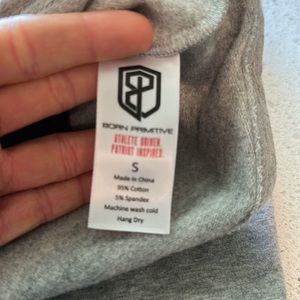 BORN PRIMITIVE
ATHLETE DRIVEN.
PATRIOT INSPIRED.
S
Made in China
95% Cotton
5% Spandex
Machine wash cold
Hang Dry